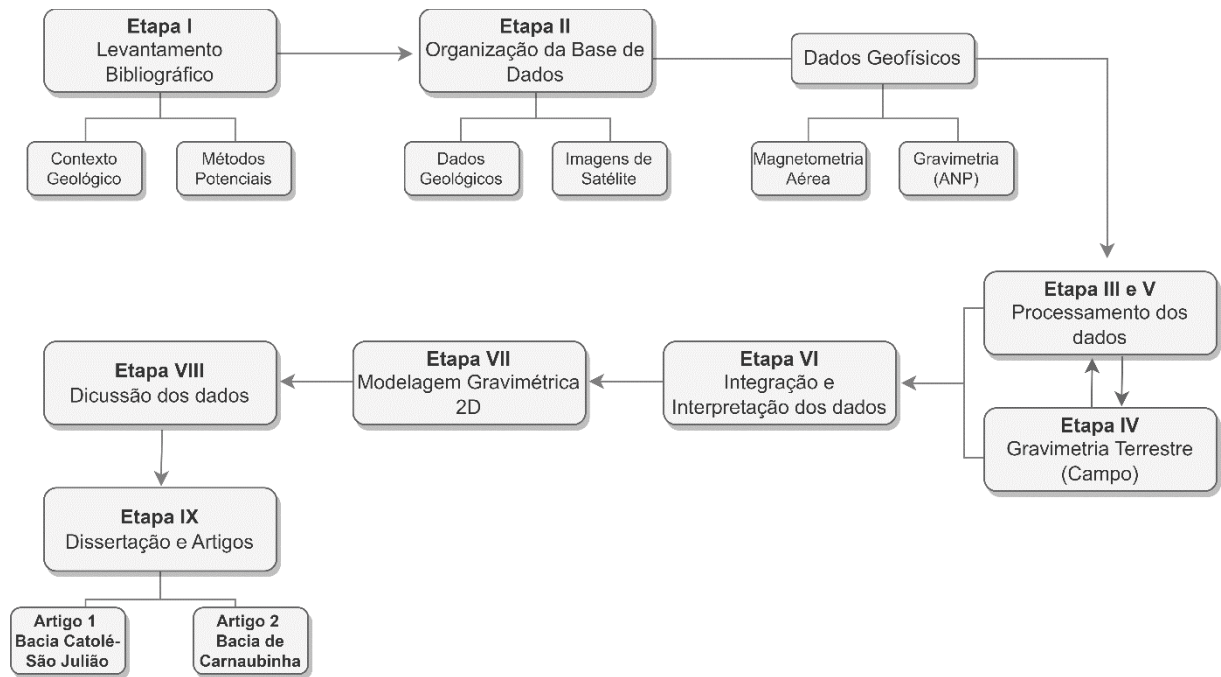 Etapa I
Levantamento
Bibliográfico
Contexto
Geológico
Métodos
Potenciais
Etapa II
Organização da Base de
Dados
Dados
Geológicos
Imagens de
Satélite
Dados Geofísicos
Magnetometria
Aérea
Gravimetria
(ANP)
Etapa III e V
Processamento dos
dados
Etapa IV
Gravimetria Terrestre
(Campo)
Etapa VI
Integração e
Interpretação dos dados
Etapa VII
Modelagem Gravimétrica
2D
Etapa VIII
Dicussão dos dados
Etapa IX
Dissertação e Artigos
Artigo 1
Bacia Catolé-
São Julião
Artigo 2
Bacia de
Carnaubinha